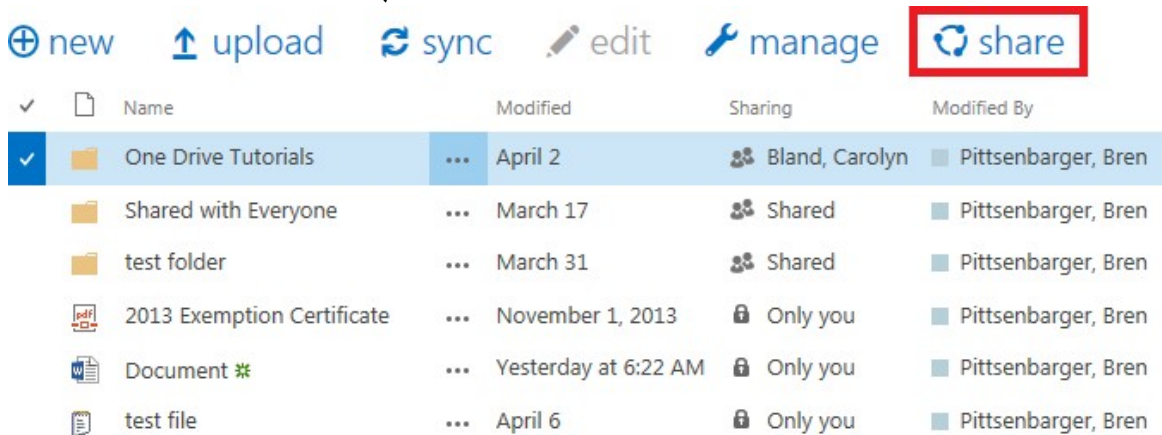 new upload sync edit manage share
Name Modified Sharing Modified By
One Drive Tutorials ... April 2 Bland, Carolyn Pittsenbarger, Bren
Shared with Everyone ... March 17 Shared Pittsenbarger, Bren
test folder ... March 31 Shared Pittsenbarger, Bren
pdf 2013 Exemption Certificate ... November 1, 2013 Only you Pittsenbarger, Bren
W Document ... Yesterday at 6:22 AM Only you Pittsenbarger, Bren
test file ... April 6 Only you Pittsenbarger, Bren